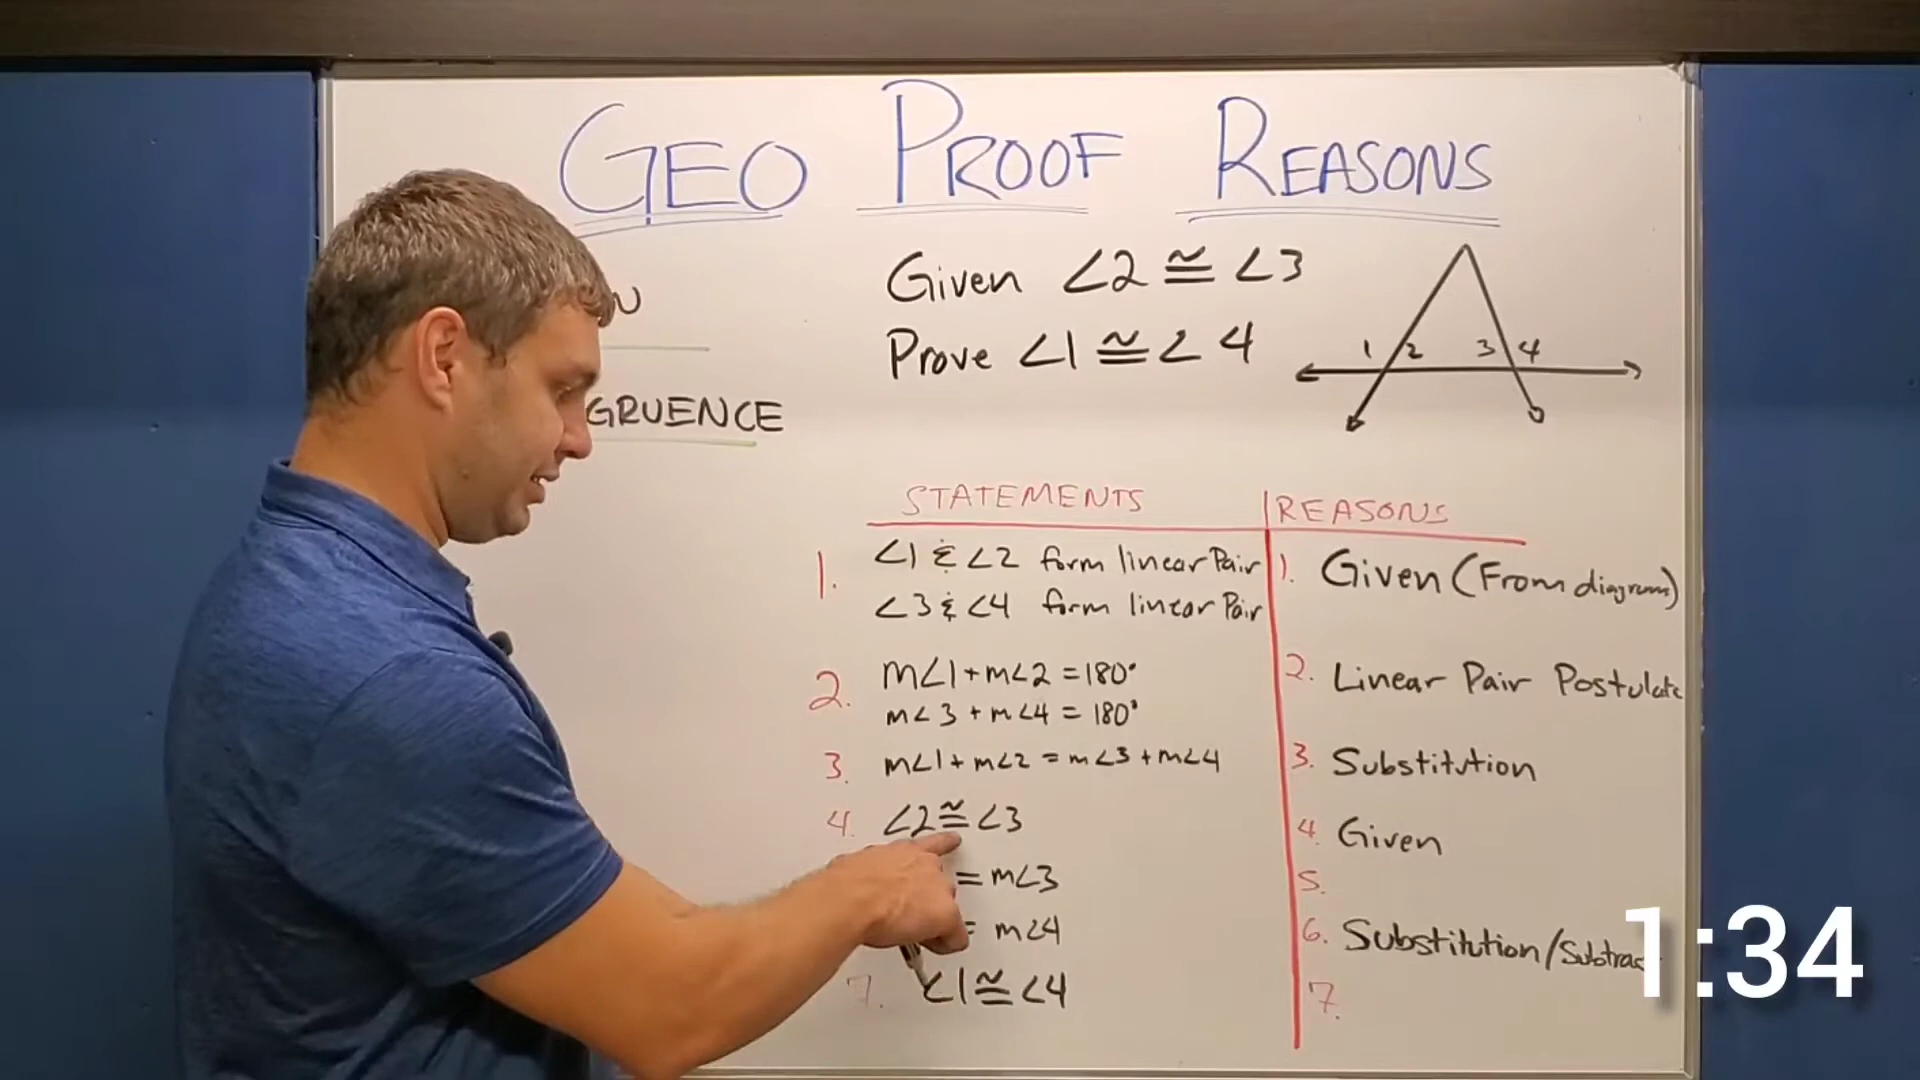 GEO PROOF REASONS
Given ∠2 ≅ ∠3
Prove ∠1 ≅ ∠4
1 2 3 4
GRUENCE
STATEMENTS REASONS
1. ∠1 & ∠2 form linear Pair 1. Given (From diagram)
∠3 & ∠4 form linear Pair
2. m∠1 + m∠2 = 180° 2. Linear Pair Postulate
m∠3 + m∠4 = 180°
3. m∠1 + m∠2 = m∠3 + m∠4 3. Substitution
4. ∠2 ≅ ∠3 4. Given
= m∠3 5.
= m∠4 6. Substitution/Subtrac
7. ∠1 ≅ ∠4 7.
1:34